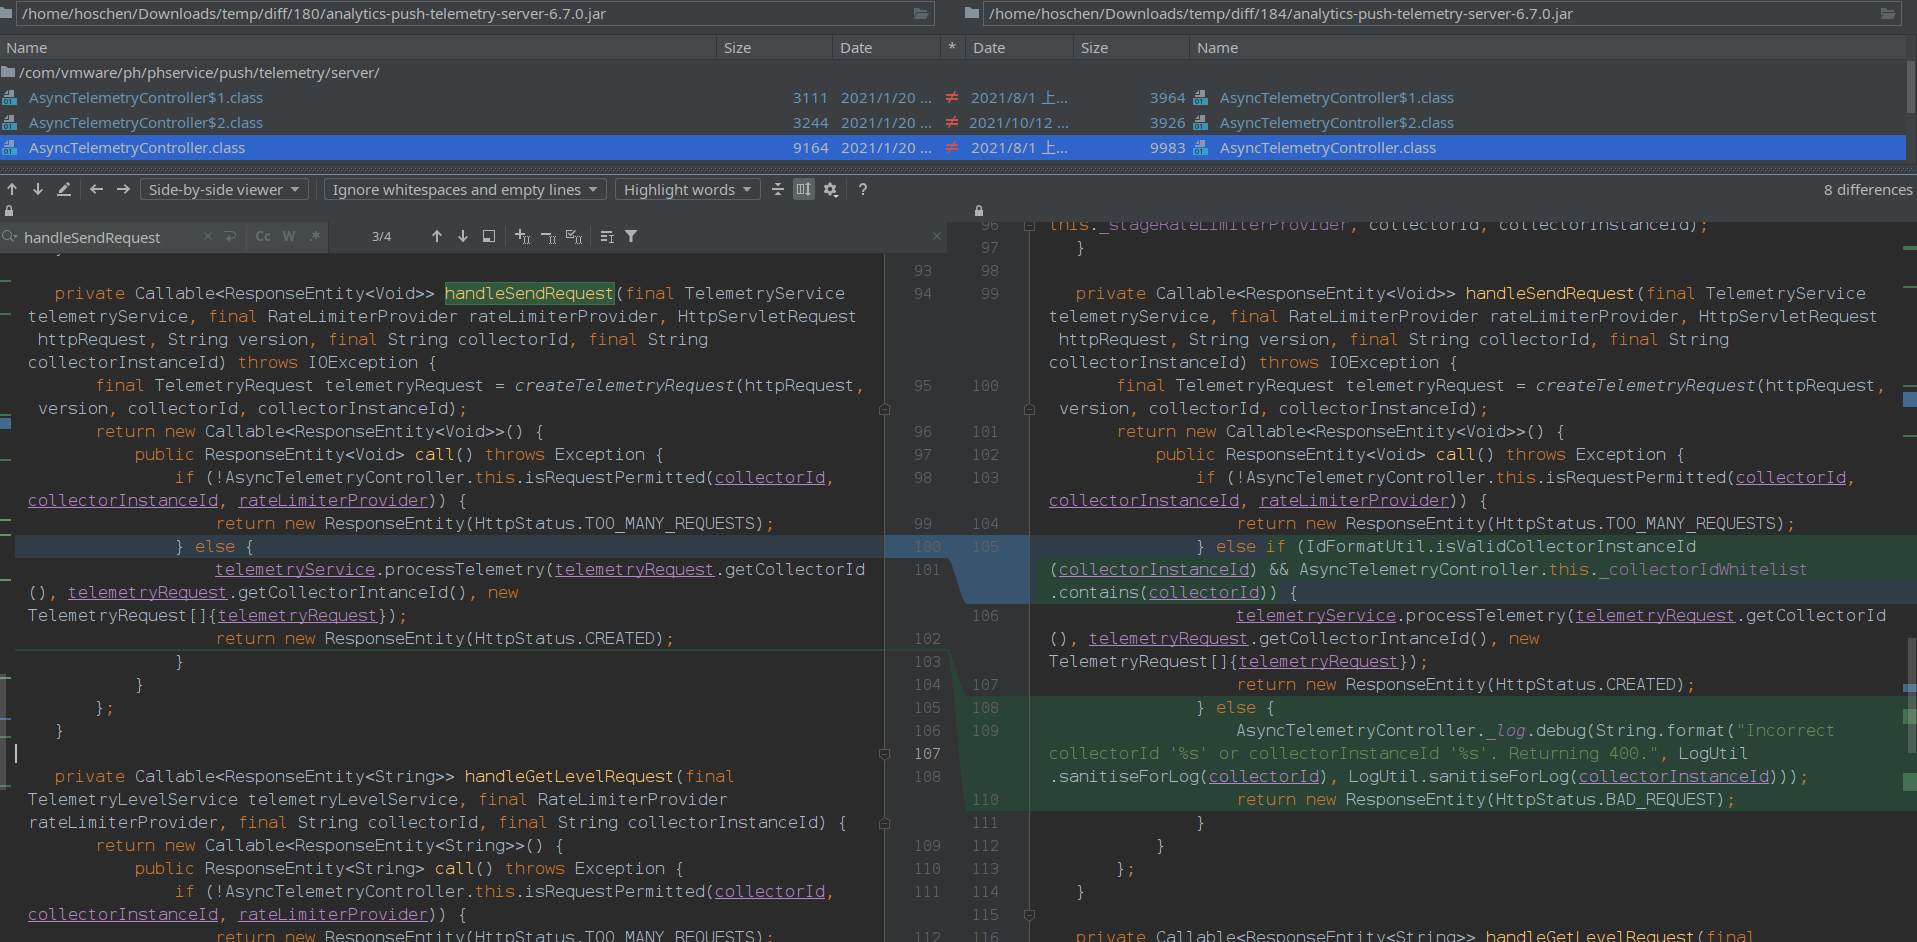 /home/hoschen/Downloads/temp/diff/180/analytics-push-telemetry-server-6.7.0.jar
/home/hoschen/Downloads/temp/diff/184/analytics-push-telemetry-server-6.7.0.jar
Name Size Date * Date Size Name
/com/vmware/ph/phservice/push/telemetry/server/
AsyncTelemetryController$1.class 3111 2021/1/20 ... ≠ 2021/8/1 上... 3964 AsyncTelemetryController$1.class
AsyncTelemetryController$2.class 3244 2021/1/20 ... ≠ 2021/10/12 ... 3926 AsyncTelemetryController$2.class
AsyncTelemetryController.class 9164 2021/1/20 ... ≠ 2021/8/1 上... 9983 AsyncTelemetryController.class
Side-by-side viewer Ignore whitespaces and empty lines Highlight words ? 8 differences
handleSendRequest Cc W .* 3/4
93
private Callable<ResponseEntity<Void>> handleSendRequest(final TelemetryService 94
telemetryService, final RateLimiterProvider rateLimiterProvider, HttpServletRequest
httpRequest, String version, final String collectorId, final String
collectorInstanceId) throws IOException {
final TelemetryRequest telemetryRequest = createTelemetryRequest(httpRequest, 95
version, collectorId, collectorInstanceId);
return new Callable<ResponseEntity<Void>>() { 96
public ResponseEntity<Void> call() throws Exception { 97
if (!AsyncTelemetryController.this.isRequestPermitted(collectorId, 98
collectorInstanceId, rateLimiterProvider)) {
return new ResponseEntity(HttpStatus.TOO_MANY_REQUESTS); 99
} else { 100
telemetryService.processTelemetry(telemetryRequest.getCollectorId 101
(), telemetryRequest.getCollectorIntanceId(), new
TelemetryRequest[]{telemetryRequest});
return new ResponseEntity(HttpStatus.CREATED); 102
} 103
} 104
}; 105
} 106
107
private Callable<ResponseEntity<String>> handleGetLevelRequest(final 108
TelemetryLevelService telemetryLevelService, final RateLimiterProvider
rateLimiterProvider, final String collectorId, final String collectorInstanceId) {
return new Callable<ResponseEntity<String>>() { 109
public ResponseEntity<String> call() throws Exception { 110
if (!AsyncTelemetryController.this.isRequestPermitted(collectorId, 111
collectorInstanceId, rateLimiterProvider)) {
return new ResponseEntity(HttpStatus.TOO_MANY_REQUESTS); 112
96 this._stageRateLimiterProvider, collectorId, collectorInstanceId);
97 }
98
99 private Callable<ResponseEntity<Void>> handleSendRequest(final TelemetryService
telemetryService, final RateLimiterProvider rateLimiterProvider, HttpServletRequest
httpRequest, String version, final String collectorId, final String
collectorInstanceId) throws IOException {
100 final TelemetryRequest telemetryRequest = createTelemetryRequest(httpRequest,
version, collectorId, collectorInstanceId);
101 return new Callable<ResponseEntity<Void>>() {
102 public ResponseEntity<Void> call() throws Exception {
103 if (!AsyncTelemetryController.this.isRequestPermitted(collectorId,
collectorInstanceId, rateLimiterProvider)) {
104 return new ResponseEntity(HttpStatus.TOO_MANY_REQUESTS);
105 } else if (IdFormatUtil.isValidCollectorInstanceId
(collectorInstanceId) && AsyncTelemetryController.this._collectorIdWhitelist
.contains(collectorId)) {
106 telemetryService.processTelemetry(telemetryRequest.getCollectorId
(), telemetryRequest.getCollectorIntanceId(), new
TelemetryRequest[]{telemetryRequest});
107 return new ResponseEntity(HttpStatus.CREATED);
108 } else {
109 AsyncTelemetryController._log.debug(String.format("Incorrect
collectorId '%s' or collectorInstanceId '%s'. Returning 400.", LogUtil
.sanitiseForLog(collectorId), LogUtil.sanitiseForLog(collectorInstanceId)));
110 return new ResponseEntity(HttpStatus.BAD_REQUEST);
111 }
112 }
113 };
114 }
115
116 private Callable<ResponseEntity<String>> handleGetLevelRequest(final